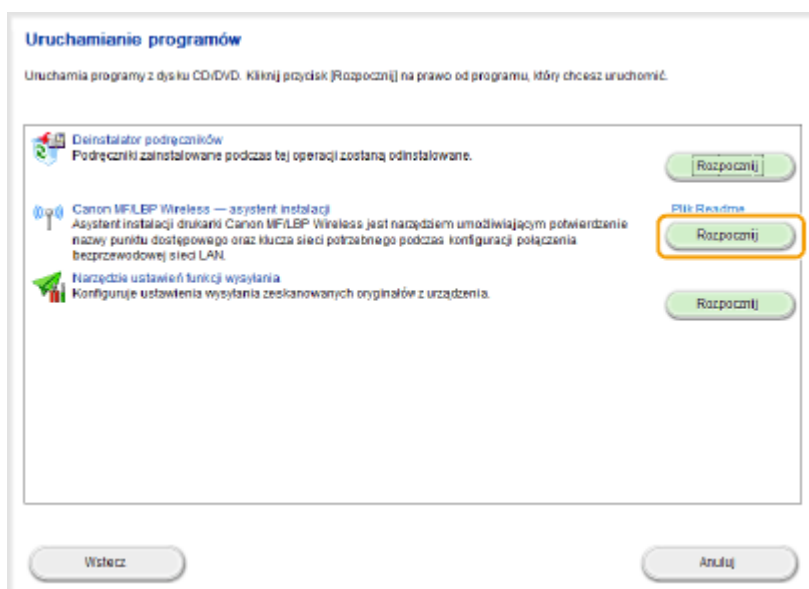 Uruchamianie programów
Uruchamia programy z dysku CD/DVD. Kliknij przycisk [Rozpocznij] na prawo od programu, który chcesz uruchomić.
Deinstalator podręczników
Podręczniki zainstalowane podczas tej operacji zostaną odinstalowane.
Rozpocznij
Canon MF/LBP Wireless — asystent instalacji
Plik Readme
Asystent instalacji drukarki Canon MF/LBP Wireless jest narzędziem umożliwiającym potwierdzenie
nazwy punktu dostępowego oraz klucza sieci potrzebnego podczas konfiguracji połączenia
bezprzewodowej sieci LAN.
Rozpocznij
Narzędzie ustawień funkcji wysyłania
Konfiguruje ustawienia wysyłania zeskanowanych oryginałów z urządzenia.
Rozpocznij
Wstecz
Anuluj